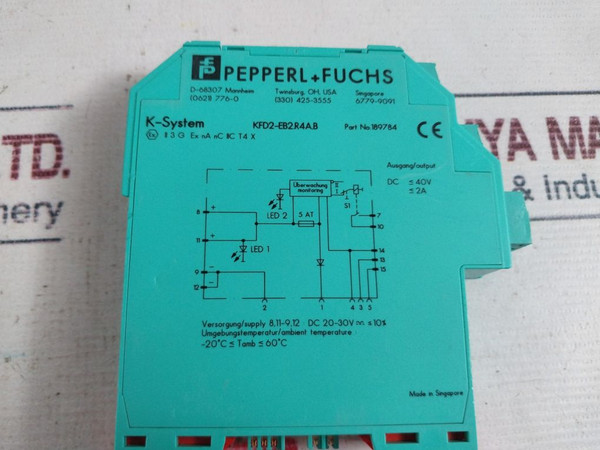 PEPPERL+FUCHS
D-68307 Mannheim Twinsburg, OH, USA Singapore
(0621) 776-0 (330) 425-3555 6779-9091
K-System KFD2-EB2.R4A.B Part No.189784
Ex II 3 G Ex nA nC IIC T4 X
CE
LTD.
YA MA
& Indus
nery
Ausgang/output
DC ≤ 40V
≤ 2A
Überwachung
monitoring
LED 2
S1
5 AT
8 +
7
10
11 +
LED 1
14
13
15
9 −
12 −
2 1 4 3 5
Versorgung/supply 8,11-9,12 : DC 20-30V ≤ 10%
Umgebungstemperatur/ambient temperature :
-20°C ≤ Tamb ≤ 60°C
Made in Singapore